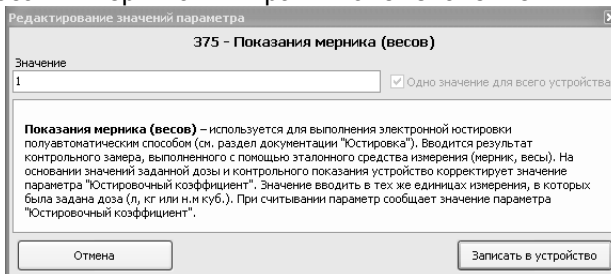 Редактирование значений параметра
375 - Показания мерника (весов)
Значение
1
Одно значение для всего устройства
Показания мерника (весов) – используется для выполнения электронной юстировки
полуавтоматическим способом (см. раздел документации "Юстировка"). Вводится результат
контрольного замера, выполненного с помощью эталонного средства измерения (мерник, весы). На
основании значений заданной дозы и контрольного показания устройство корректирует значение
параметра "Юстировочный коэффициент". Значение вводить в тех же единицах измерения, в которых
была задана доза (л, кг или н.м куб.). При считывании параметр сообщает значение параметра
"Юстировочный коэффициент".
Отмена
Записать в устройство